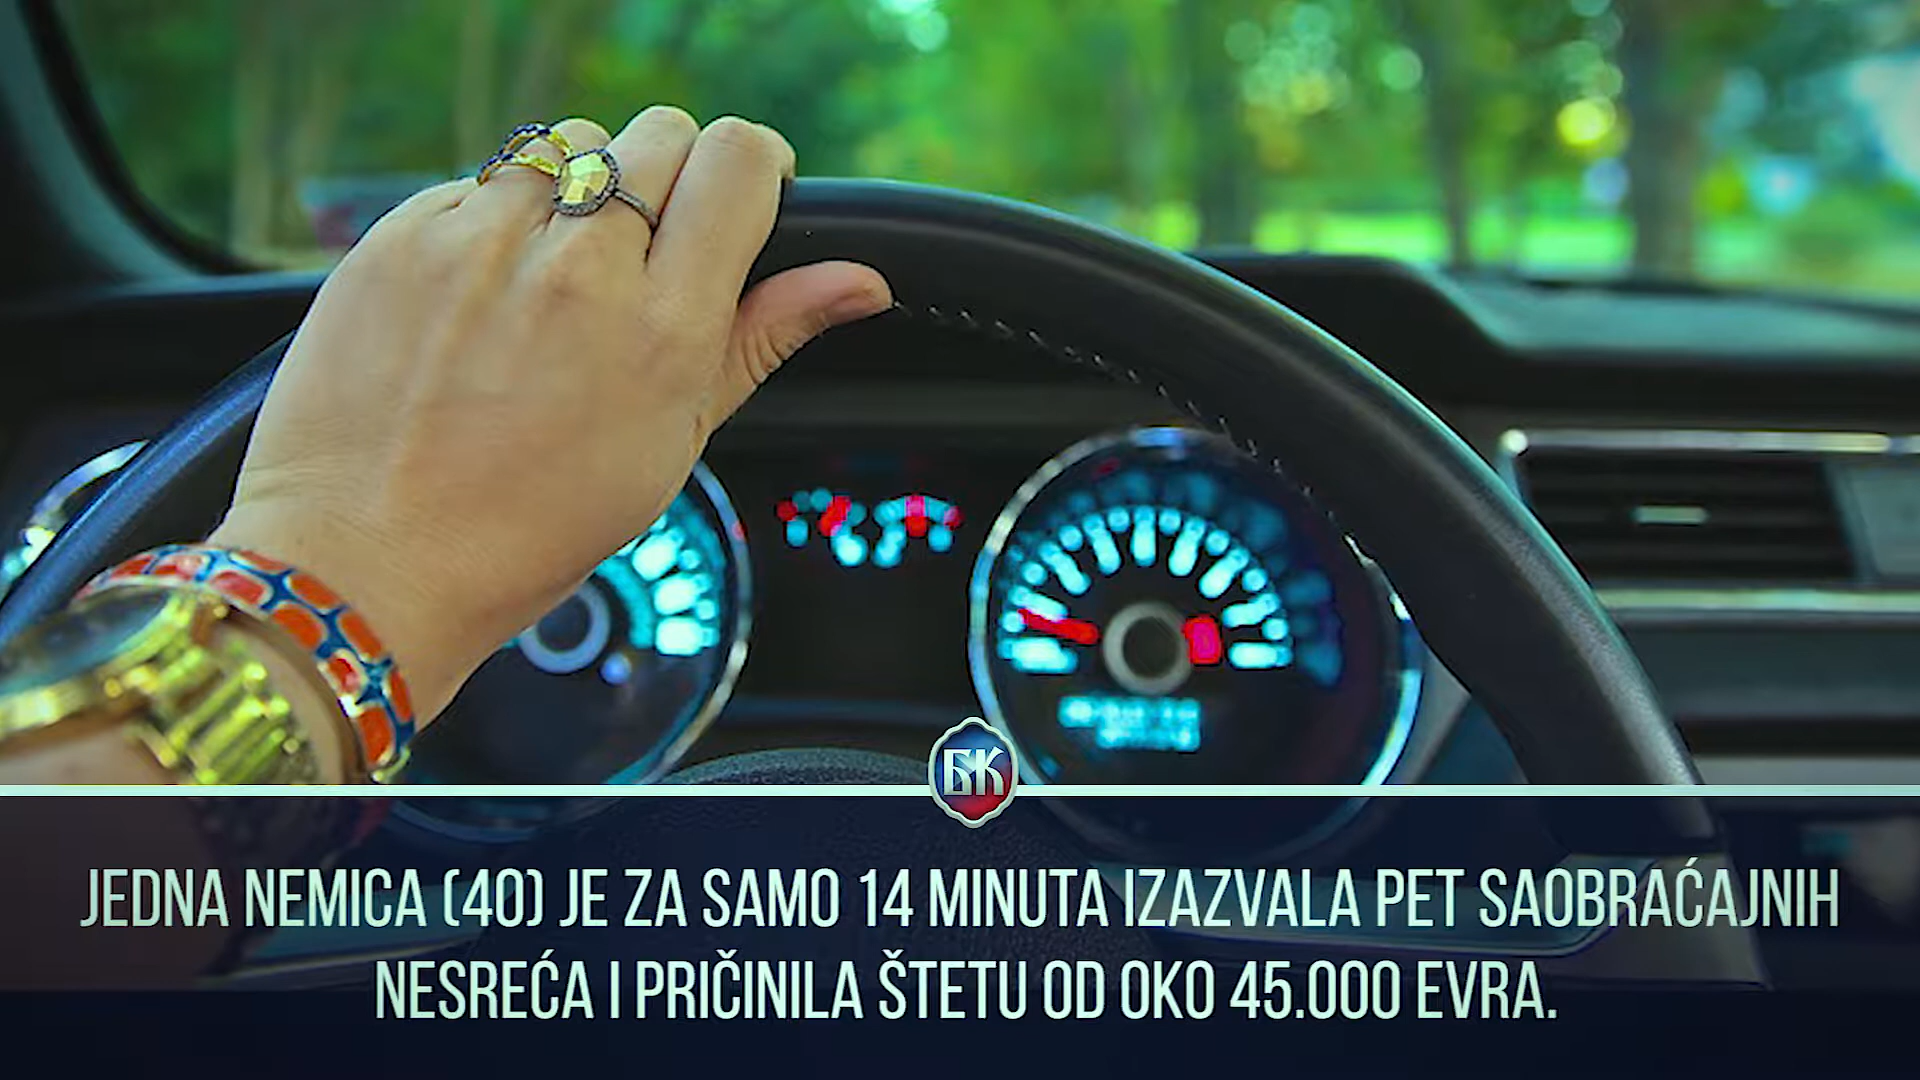 БК
JEDNA NEMICA (40) JE ZA SAMO 14 MINUTA IZAZVALA PET SAOBRAĆAJNIH
NESREĆA I PRIČINILA ŠTETU OD OKO 45.000 EVRA.